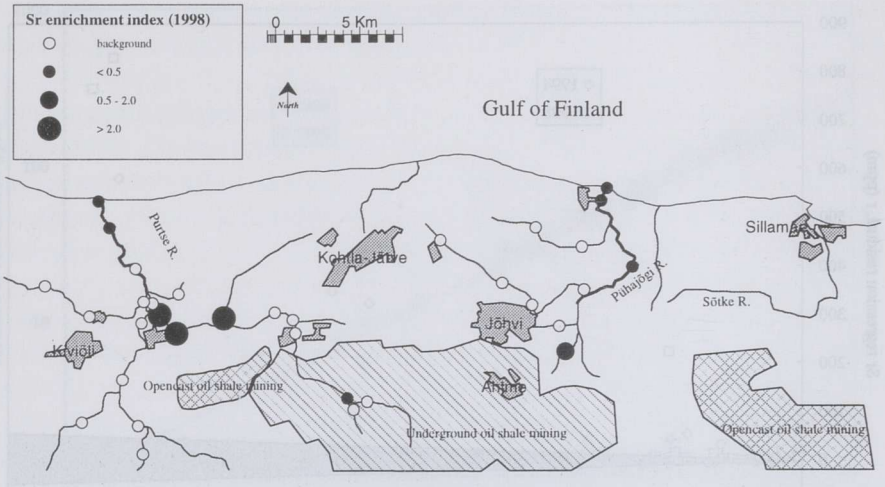 Sr enrichment index (1998)
background
< 0.5
0.5 - 2.0
> 2.0
0 5 Km
North
Gulf of Finland
Purtse R.
Kohtla-Järve
Sillamäe
Pühajõgi R.
Sõtke R.
Jõhvi
Kiviõli
Ahtme
Opencast oil shale mining
Underground oil shale mining
Opencast oil shale mining